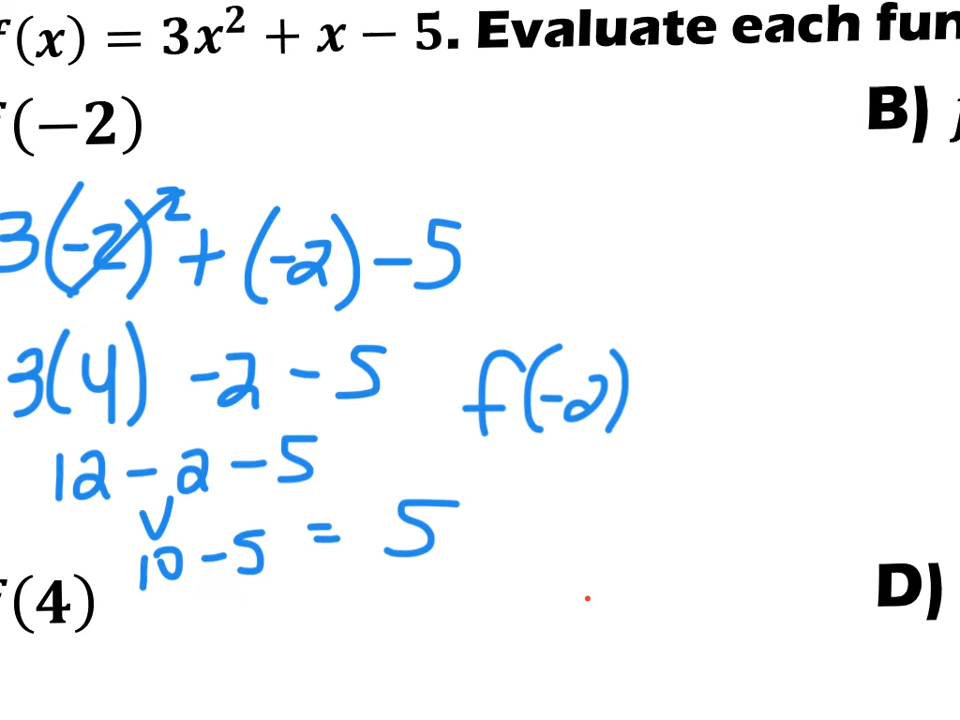 f(x) = 3x² + x − 5. Evaluate each fun
f(−2)
B) f
3(-2)² + (-2) - 5
3(4) -2 - 5
f(-2)
12 - 2 - 5
10 - 5 = 5
f(4)
D)